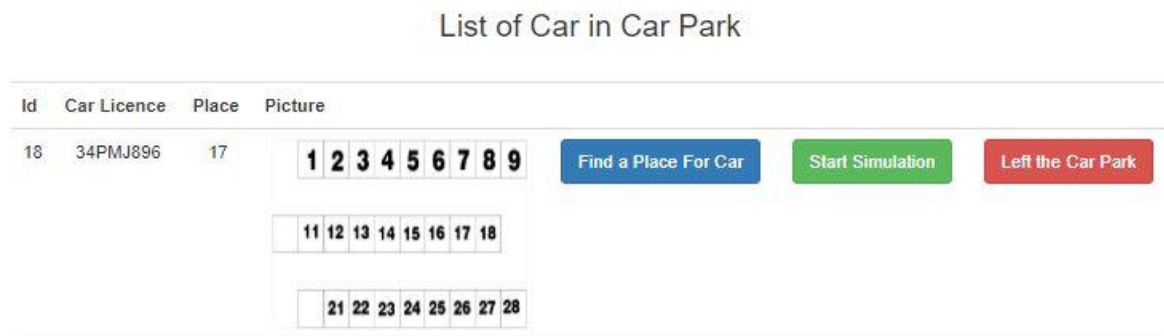 List of Car in Car Park
Id Car Licence Place Picture
18 34PMJ896 17 1 2 3 4 5 6 7 8 9 Find a Place For Car Start Simulation Left the Car Park
11 12 13 14 15 16 17 18
21 22 23 24 25 26 27 28